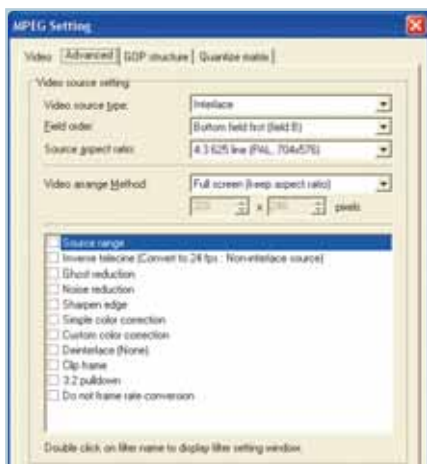 MPEG Setting
Video Advanced GOP structure Quantize matrix
Video source setting
Video source type: Interlace
Field order: Bottom field first (field B)
Source aspect ratio: 4:3 625 line (PAL, 704x576)
Video arrange Method: Full screen (keep aspect ratio)
x pixels
Source range
Inverse telecine (Convert to 24 fps : Non-interlace source)
Ghost reduction
Noise reduction
Sharpen edge
Simple color correction
Custom color correction
Deinterlace (None)
Clip frame
3:2 pulldown
Do not frame rate conversion
Double click on filter name to display filter setting window.